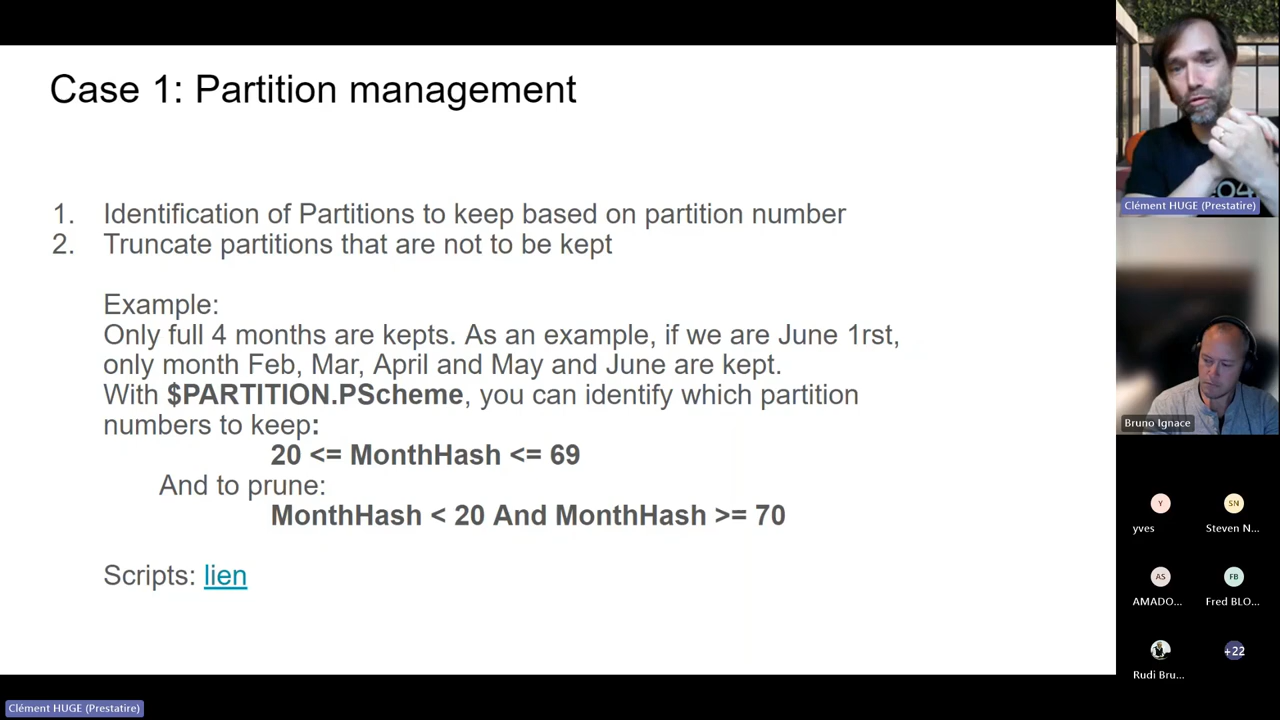 Case 1: Partition management
1. Identification of Partitions to keep based on partition number
2. Truncate partitions that are not to be kept
Example:
Only full 4 months are kepts. As an example, if we are June 1rst,
only month Feb, Mar, April and May and June are kept.
With $PARTITION.PScheme, you can identify which partition
numbers to keep:
20 <= MonthHash <= 69
And to prune:
MonthHash < 20 And MonthHash >= 70
Scripts: lien
Clément HUGE (Prestatire)
Bruno Ignace
Y
SN
yves
Steven N...
AS
FB
AMADO...
Fred BLO...
+22
Rudi Bru...
Clément HUGE (Prestatire)